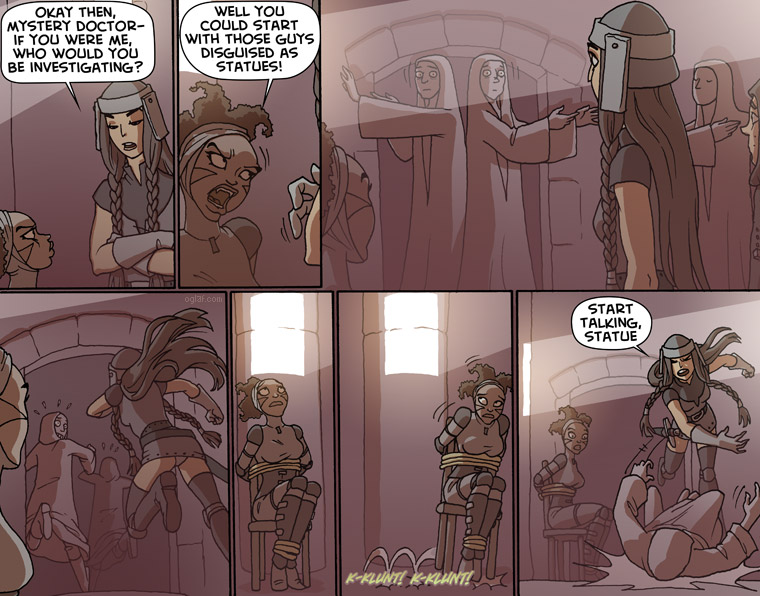 OKAY THEN,
MYSTERY DOCTOR-
IF YOU WERE ME,
WHO WOULD YOU
BE INVESTIGATING?
WELL YOU
COULD START
WITH THOSE GUYS
DISGUISED AS
STATUES!
oglaf.com
K-KLUNT! K-KLUNT!
START
TALKING,
STATUE